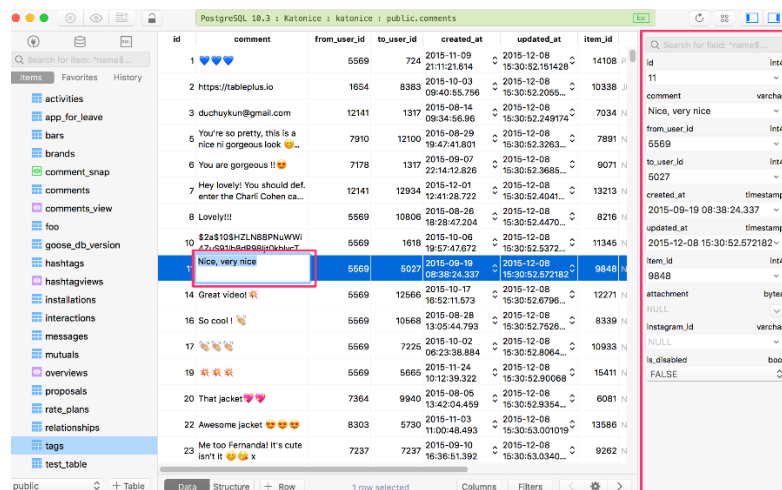 PostgreSQL 10.3 : Katonice : katonice : public.comments
loc
SQL
Search for item: ^name$...
Items Favorites History
activities
app_for_leave
bars
brands
comment_snap
comments
comments_view
foo
goose_db_version
hashtags
hashtagviews
installations
interactions
messages
mutuals
overviews
proposals
rate_plans
relationships
tags
test_table
public
+ Table
id comment from_user_id to_user_id created_at updated_at item_id
1 💙💙💙 5569 724 2015-11-09 21:11:21.614 2015-12-08 15:30:52.151428 14108 P
2 https://tableplus.io 1654 8383 2015-10-03 09:40:55.756 2015-12-08 15:30:52.2055... 10338 JI
3 duchuykun@gmail.com 12141 1317 2015-08-14 09:34:56.96 2015-12-08 15:30:52.249174 7034 N
5 You're so pretty, this is a nice ni gorgeous look 😊... 7910 12100 2015-08-29 19:47:41.801 2015-12-08 15:30:52.3263... 7891 N
6 You are gorgeous !!😍 7178 1317 2015-09-07 22:14:12.826 2015-12-08 15:30:52.3685... 9071 N
7 Hey lovely! You should def. enter the Charli Cohen ca... 12141 12934 2015-12-01 12:41:28.722 2015-12-08 15:30:52.4041... 13213 N
8 Lovely!!! 5569 10806 2015-08-26 18:28:47.204 2015-12-08 15:30:52.4470... 8216 N
10 $2a$10$HZLN88PNuWWi 5569 1618 2015-10-06 19:57:47.672 2015-12-08 15:30:52.5372... 11345 N
11 Nice, very nice 5569 5027 2015-09-19 08:38:24.337 2015-12-08 15:30:52.572182 9848 N
14 Great video! 💥 5569 12566 2015-10-17 16:52:11.573 2015-12-08 15:30:52.6796... 12271 N
16 So cool ! 👏🏼 5569 10568 2015-08-28 13:05:44.793 2015-12-08 15:30:52.7526... 8339 N
17 👏🏼👏🏼👏🏼 5569 7225 2015-10-02 06:23:38.884 2015-12-08 15:30:52.8064... 10933 N
19 💥💥💥 5569 5665 2015-11-24 10:12:39.322 2015-12-08 15:30:52.90068 15411 N
20 That jacket💖💖 7364 9940 2015-08-05 13:42:04.459 2015-12-08 15:30:52.9354... 6081 N
22 Awesome jacket 😍😍😍 8303 5730 2015-11-03 11:00:48.493 2015-12-08 15:30:53.001019 13586 N
23 Me too Fernanda! It's cute isn't it 😊😘 x 7237 7237 2015-09-10 16:36:51.392 2015-12-08 15:30:53.0340... 9262 N
Data Structure + Row 1 row selected Columns Filters
Search for field: ^name$...
id int4
11
comment varchar
Nice, very nice
from_user_id int4
5569
to_user_id int4
5027
created_at timestamp
2015-09-19 08:38:24.337
updated_at timestamp
2015-12-08 15:30:52.572182
item_id int4
9848
attachment bytea
NULL
instagram_id varchar
NULL
is_disabled bool
FALSE